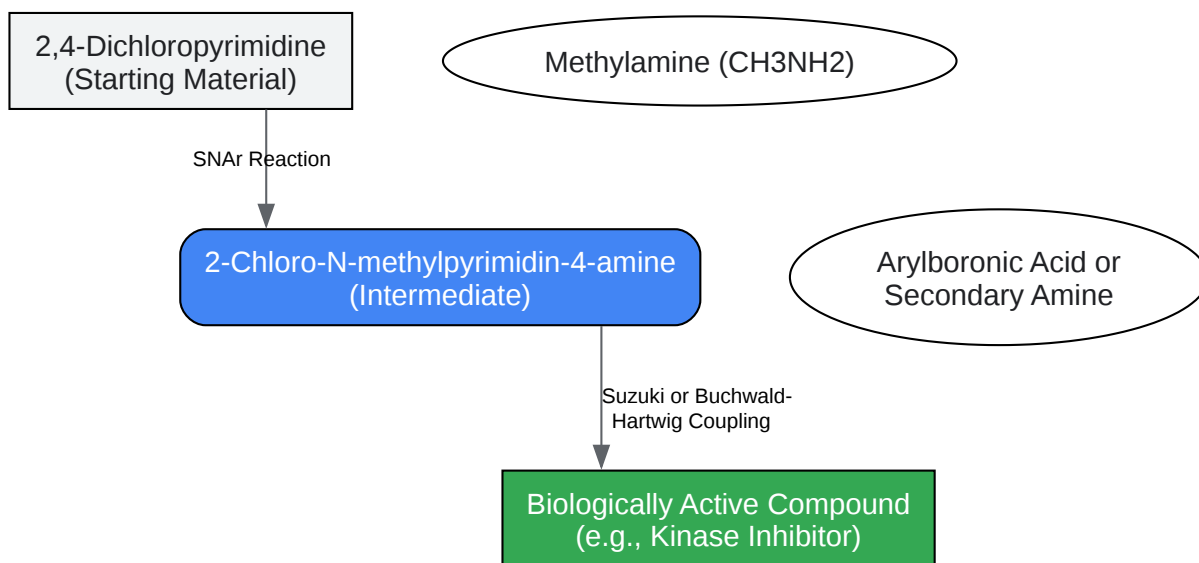 2,4-Dichloropyrimidine
(Starting Material)
Methylamine (CH3NH2)
SNAr Reaction
2-Chloro-N-methylpyrimidin-4-amine
(Intermediate)
Arylboronic Acid or
Secondary Amine
Suzuki or Buchwald-
Hartwig Coupling
Biologically Active Compound
(e.g., Kinase Inhibitor)